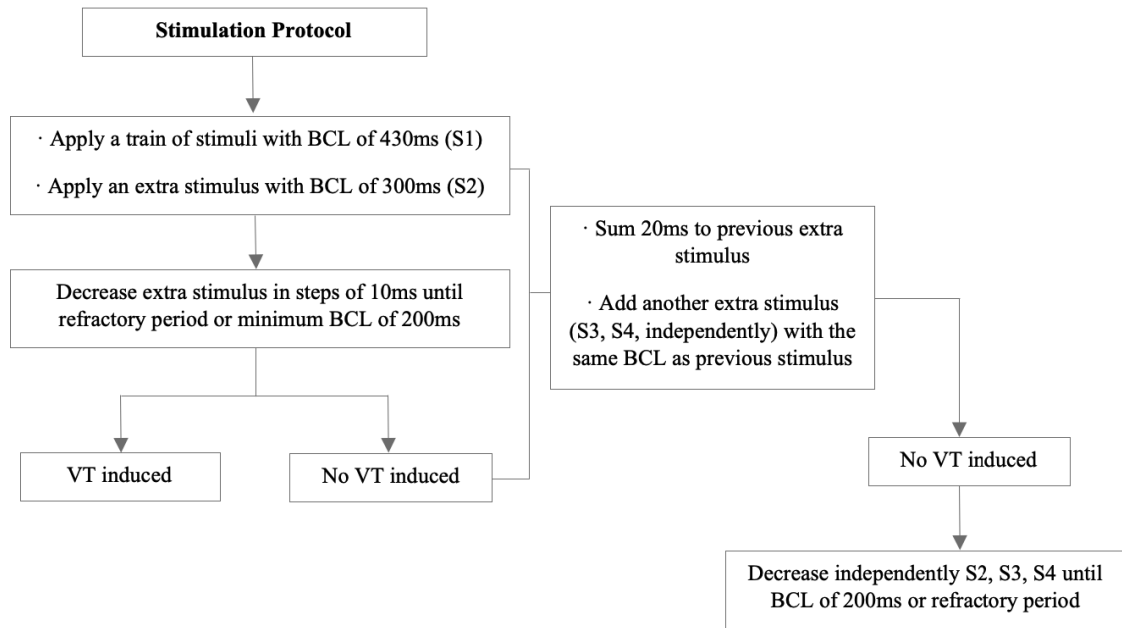 Stimulation Protocol
· Apply a train of stimuli with BCL of 430ms (S1)
· Apply an extra stimulus with BCL of 300ms (S2)
Decrease extra stimulus in steps of 10ms until
refractory period or minimum BCL of 200ms
VT induced
No VT induced
· Sum 20ms to previous extra
stimulus
· Add another extra stimulus
(S3, S4, independently) with the
same BCL as previous stimulus
No VT induced
Decrease independently S2, S3, S4 until
BCL of 200ms or refractory period